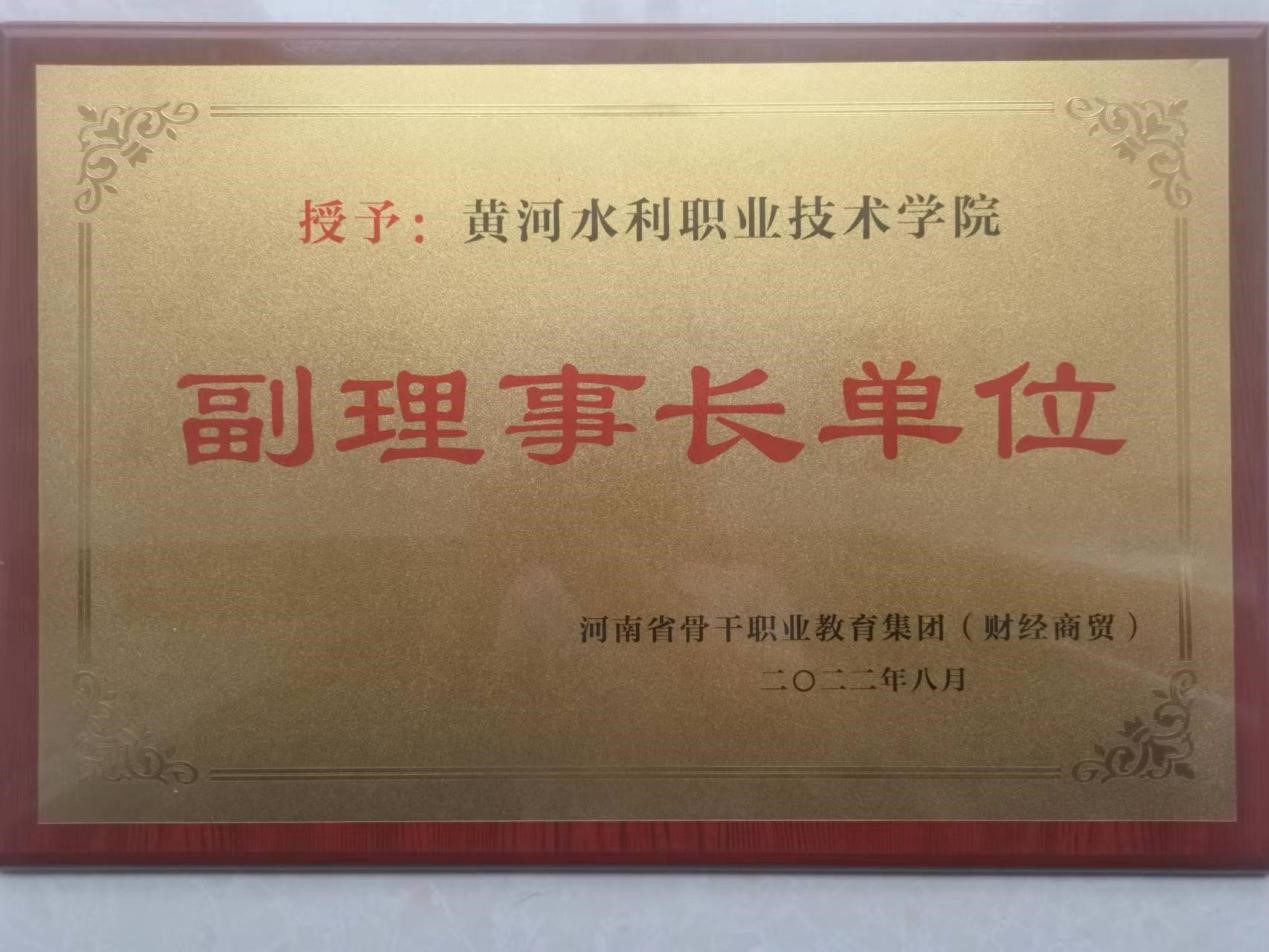 授予：黄河水利职业技术学院
副理事长单位
河南省骨干职业教育集团（财经商贸）
二〇二二年八月